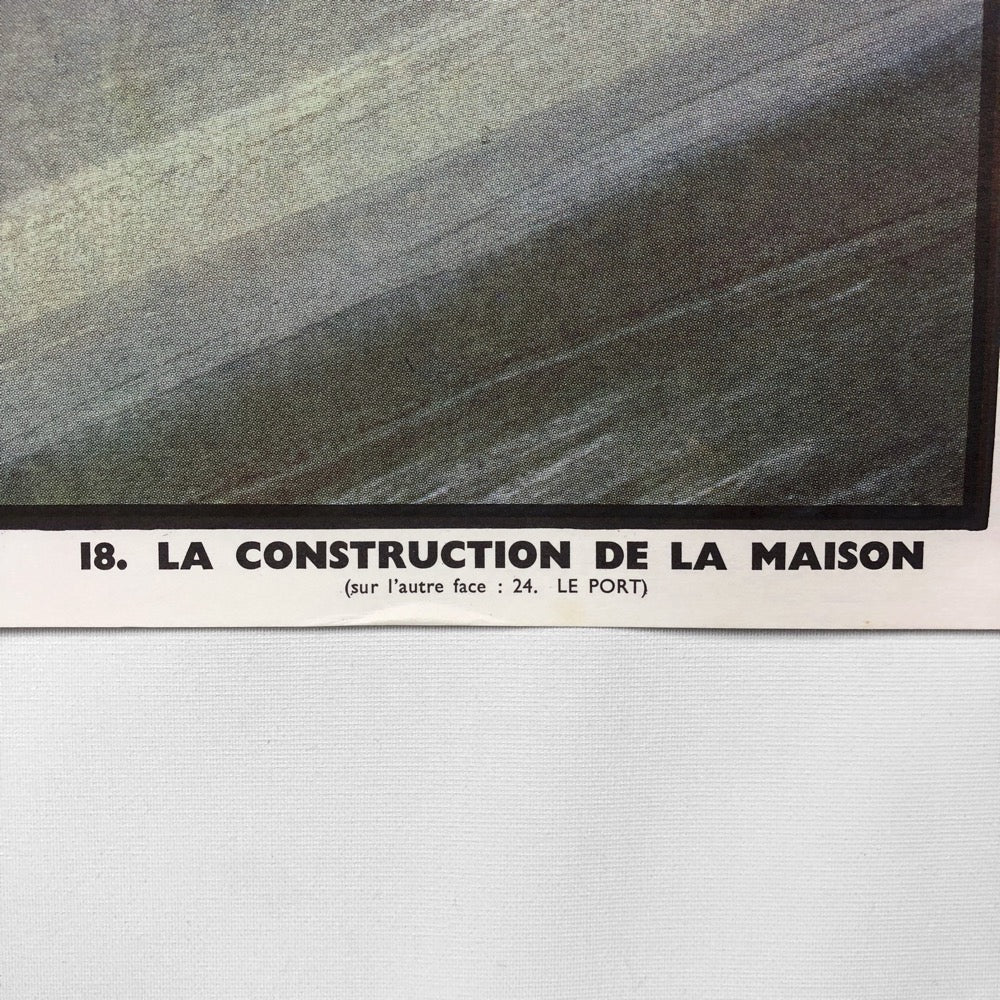 18. LA CONSTRUCTION DE LA MAISON
(sur l'autre face : 24. LE PORT)